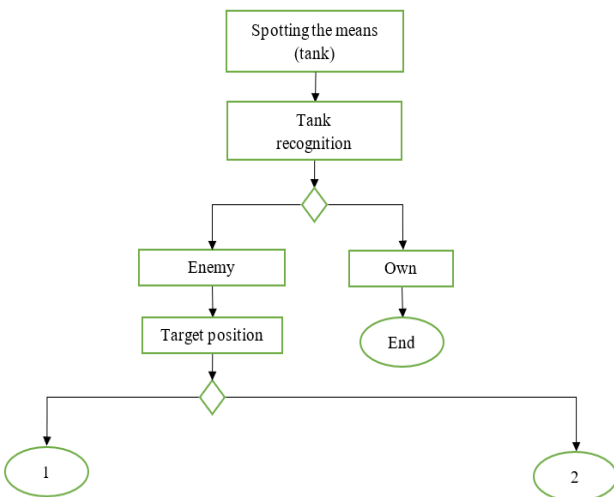 Spotting the means
(tank)
Tank
recognition
Enemy
Own
Target position
End
1
2